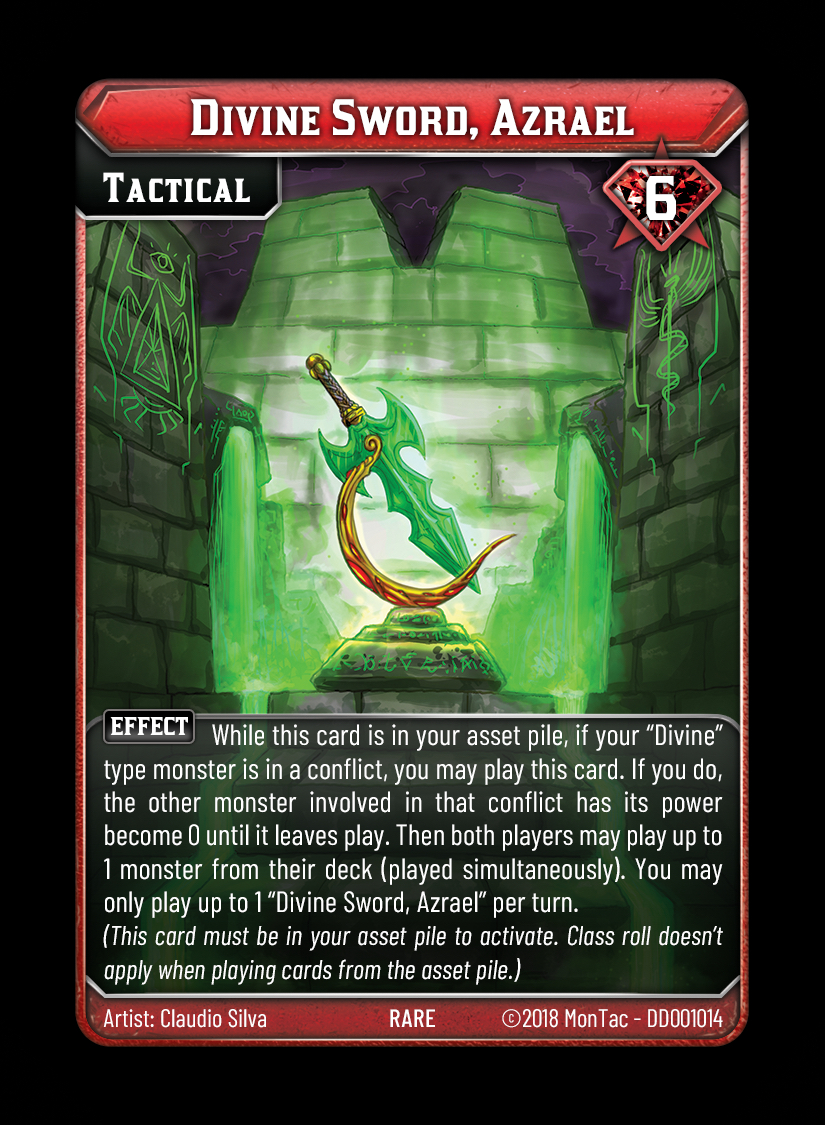 Divine Sword, Azrael
Tactical
6
EFFECT While this card is in your asset pile, if your “Divine”
type monster is in a conflict, you may play this card. If you do,
the other monster involved in that conflict has its power
become 0 until it leaves play. Then both players may play up to
1 monster from their deck (played simultaneously). You may
only play up to 1 “Divine Sword, Azrael” per turn.
(This card must be in your asset pile to activate. Class roll doesn’t
apply when playing cards from the asset pile.)
Artist: Claudio Silva RARE ©2018 MonTac - DD001014